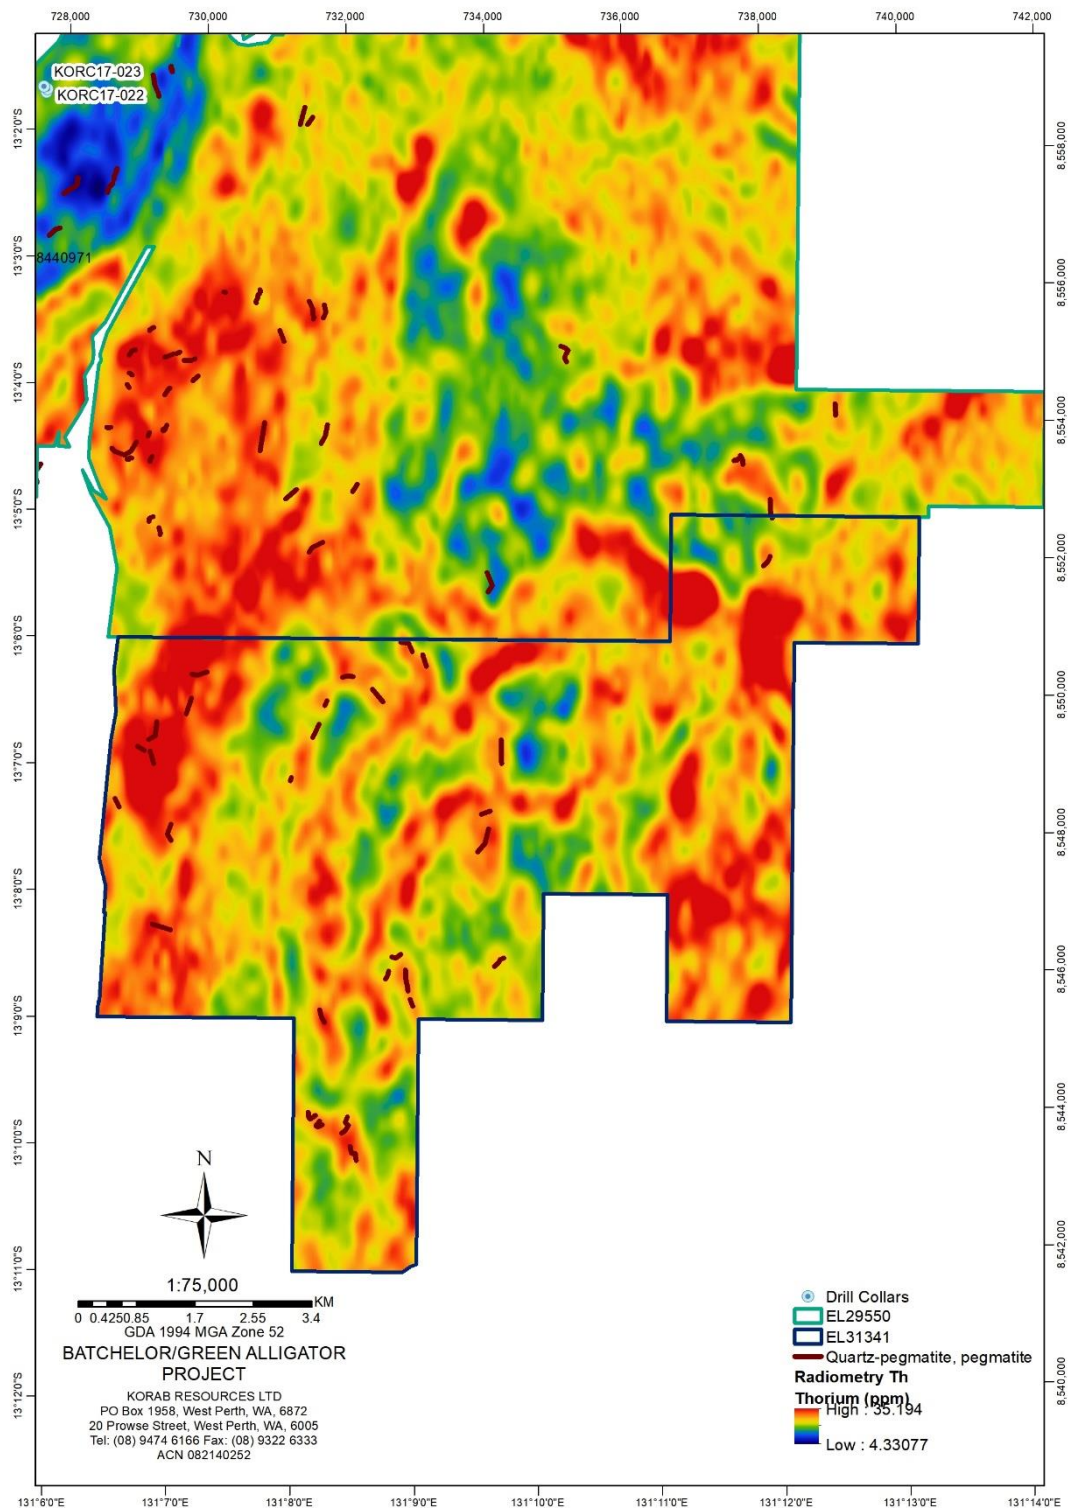 728,000 730,000 732,000 734,000 736,000 738,000 740,000 742,000
KORC17-023
KORC17-022
8440971
13°2'0"S
13°3'0"S
13°4'0"S
13°5'0"S
13°6'0"S
13°7'0"S
13°8'0"S
13°9'0"S
13°10'0"S
13°11'0"S
13°12'0"S
8,558,000
8,556,000
8,554,000
8,552,000
8,550,000
8,548,000
8,546,000
8,544,000
8,542,000
8,540,000
N
1:75,000
KM
0 0.4250.85 1.7 2.55 3.4
GDA 1994 MGA Zone 52
BATCHELOR/GREEN ALLIGATOR
PROJECT
KORAB RESOURCES LTD
PO Box 1958, West Perth, WA, 6872
20 Prowse Street, West Perth, WA, 6005
Tel: (08) 9474 6166 Fax: (08) 9322 6333
ACN 082140252
Drill Collars
EL29550
EL31341
Quartz-pegmatite, pegmatite
Radiometry Th
Thorium (ppm)
High : 35.194
Low : 4.33077
131°6'0"E 131°7'0"E 131°8'0"E 131°9'0"E 131°10'0"E 131°11'0"E 131°12'0"E 131°13'0"E 131°14'0"E